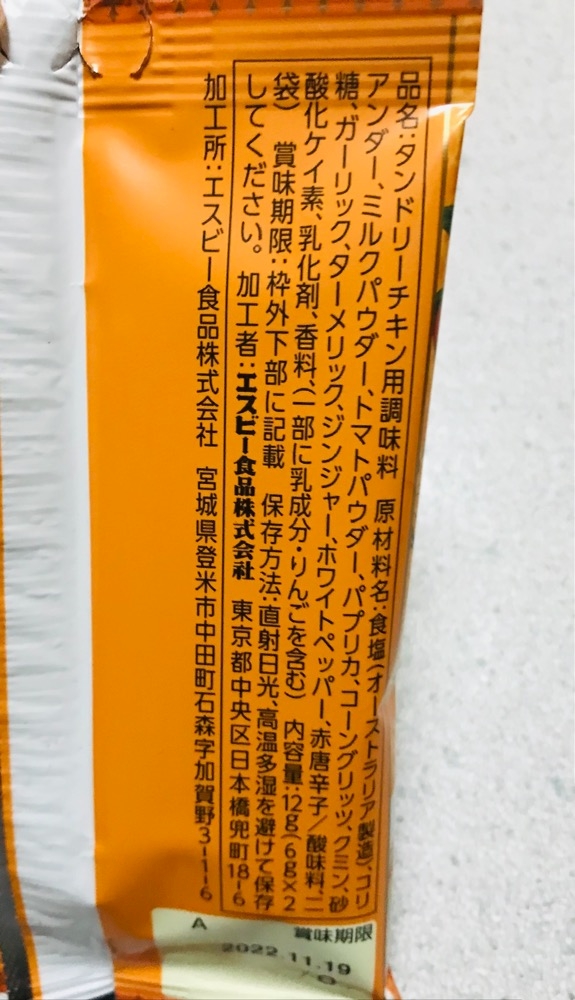 品名:タンドリーチキン用調味料 原材料名:食塩(オーストラリア製造)、コリ
アンダー、ミルクパウダー、トマトパウダー、パプリカ、コーングリッツ、クミン、砂
糖、ガーリック、ターメリック、ジンジャー、ホワイトペッパー、赤唐辛子/酸味料、二
酸化ケイ素、乳化剤、香料、(一部に乳成分・りんごを含む) 内容量:12g(6g×2
袋) 賞味期限:枠外下部に記載 保存方法:直射日光、高温多湿を避けて保存
してください。 加工者:エスビー食品株式会社 東京都中央区日本橋兜町18-6
加工所:エスビー食品株式会社 宮城県登米市中田町石森字加賀野3-1-6
賞味期限
A
2022.11.19